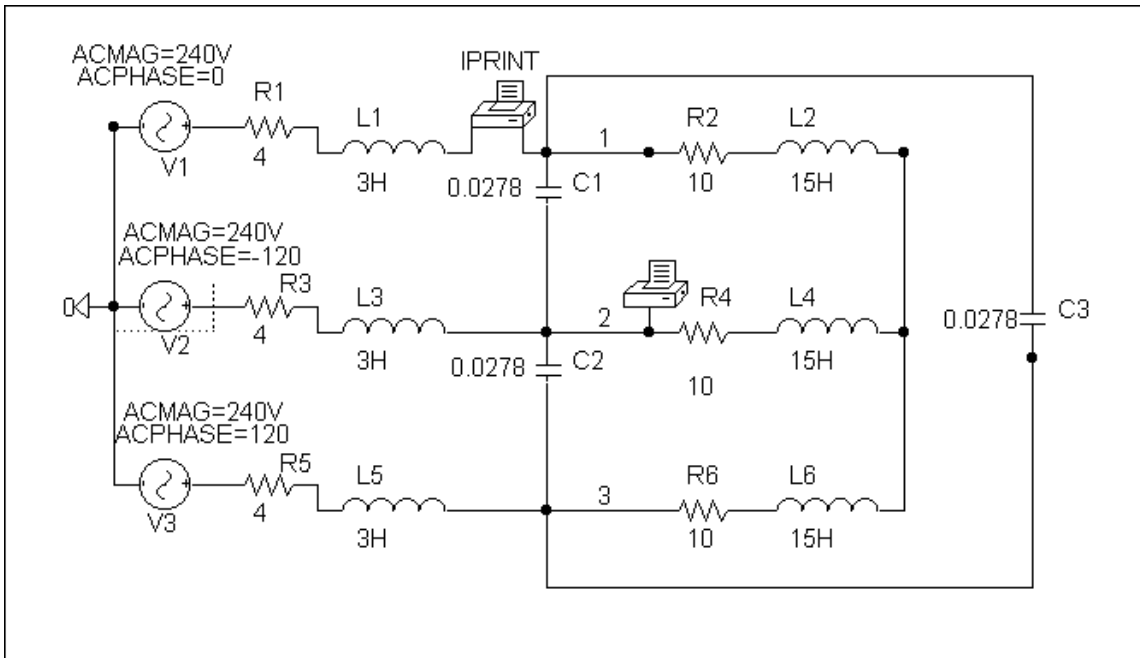 ACMAG=240V
ACPHASE=0
IPRINT
R1
L1
R2
L2
1
4
V1
3H
0.0278
C1
10
15H
ACMAG=240V
ACPHASE=-120
R3
L3
2
R4
L4
0
0.0278
C3
V2
4
3H
0.0278
C2
10
15H
ACMAG=240V
ACPHASE=120
R5
L5
3
R6
L6
V3
4
3H
10
15H